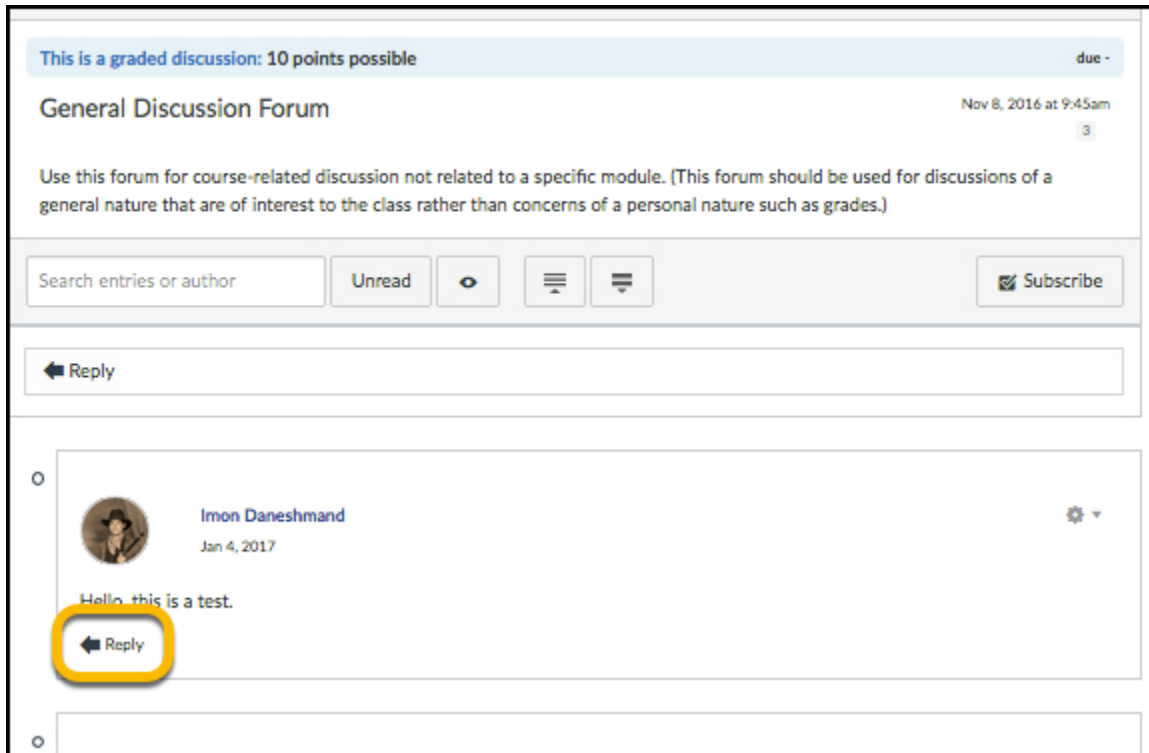 This is a graded discussion: 10 points possible due -
General Discussion Forum Nov 8, 2016 at 9:45am
3
Use this forum for course-related discussion not related to a specific module. (This forum should be used for discussions of a
general nature that are of interest to the class rather than concerns of a personal nature such as grades.)
Search entries or author Unread Subscribe
Reply
Imon Daneshmand
Jan 4, 2017
Hello, this is a test.
Reply